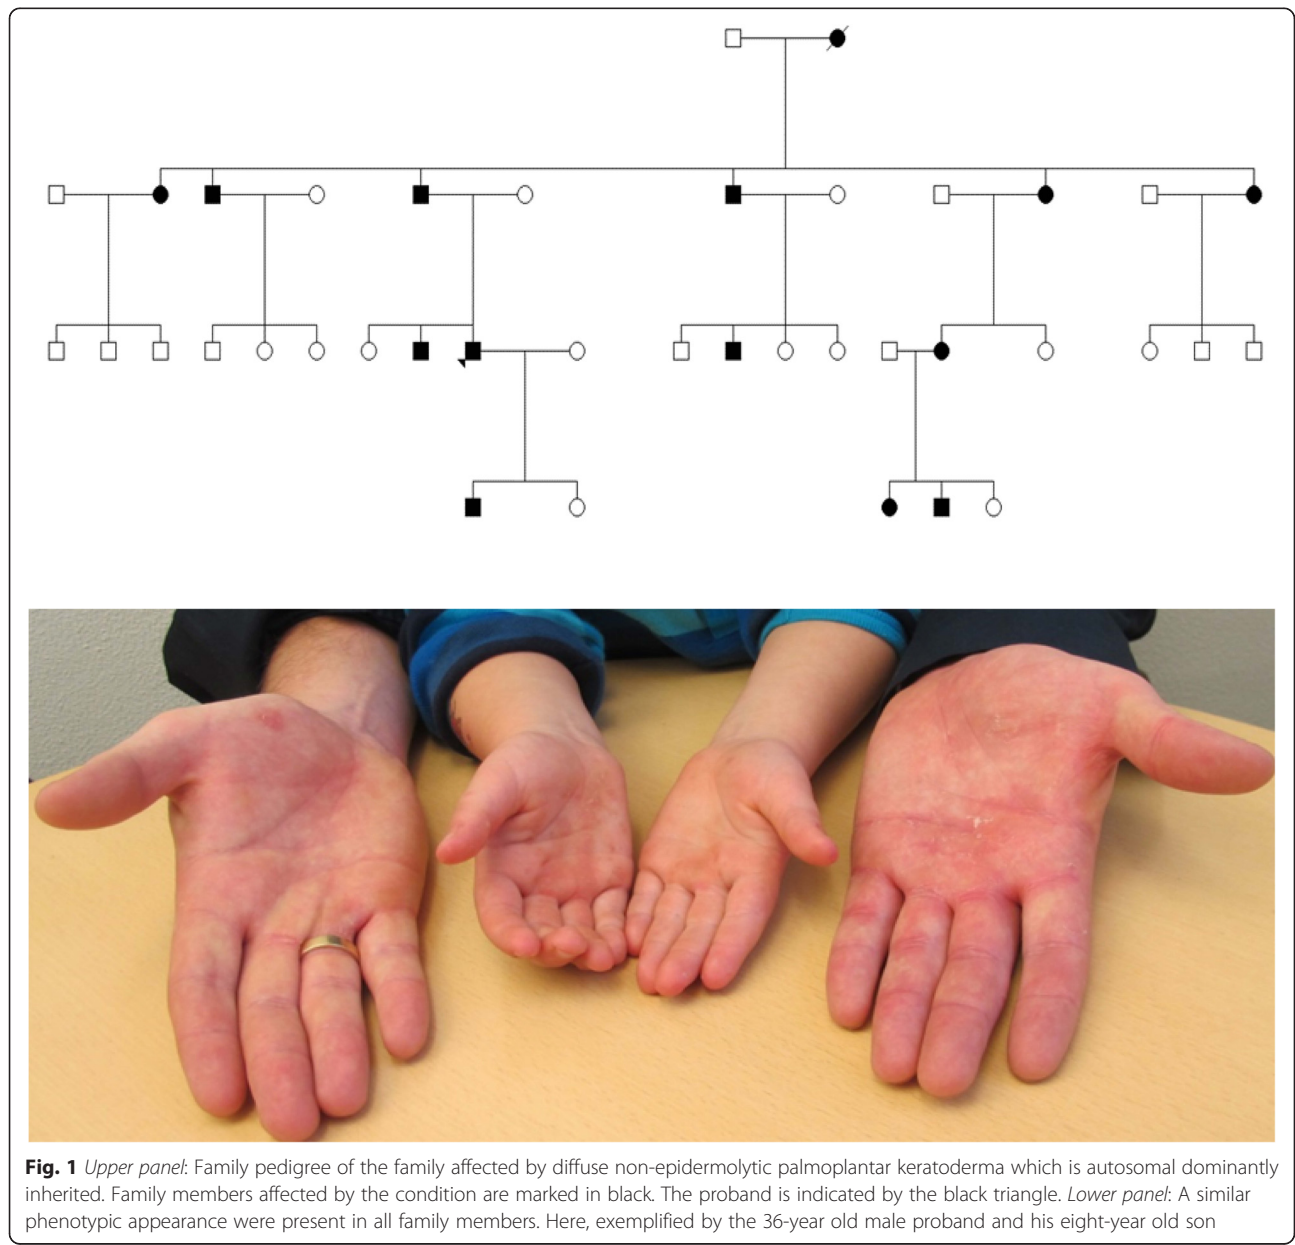 Fig. 1 Upper panel: Family pedigree of the family affected by diffuse non-epidermolytic palmoplantar keratoderma which is autosomal dominantly
inherited. Family members affected by the condition are marked in black. The proband is indicated by the black triangle. Lower panel: A similar
phenotypic appearance were present in all family members. Here, exemplified by the 36-year old male proband and his eight-year old son